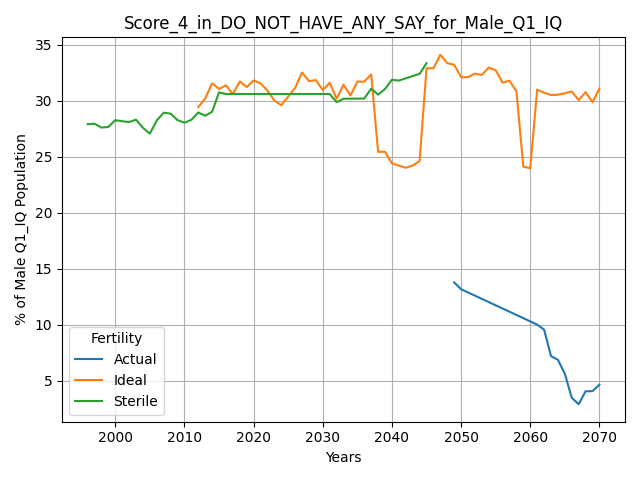 Score_4_in_DO_NOT_HAVE_ANY_SAY_for_Male_Q1_IQ
% of Male Q1_IQ Population
35
30
25
20
15
10
5
Fertility
Actual
Ideal
Sterile
2000 2010 2020 2030 2040 2050 2060 2070
Years